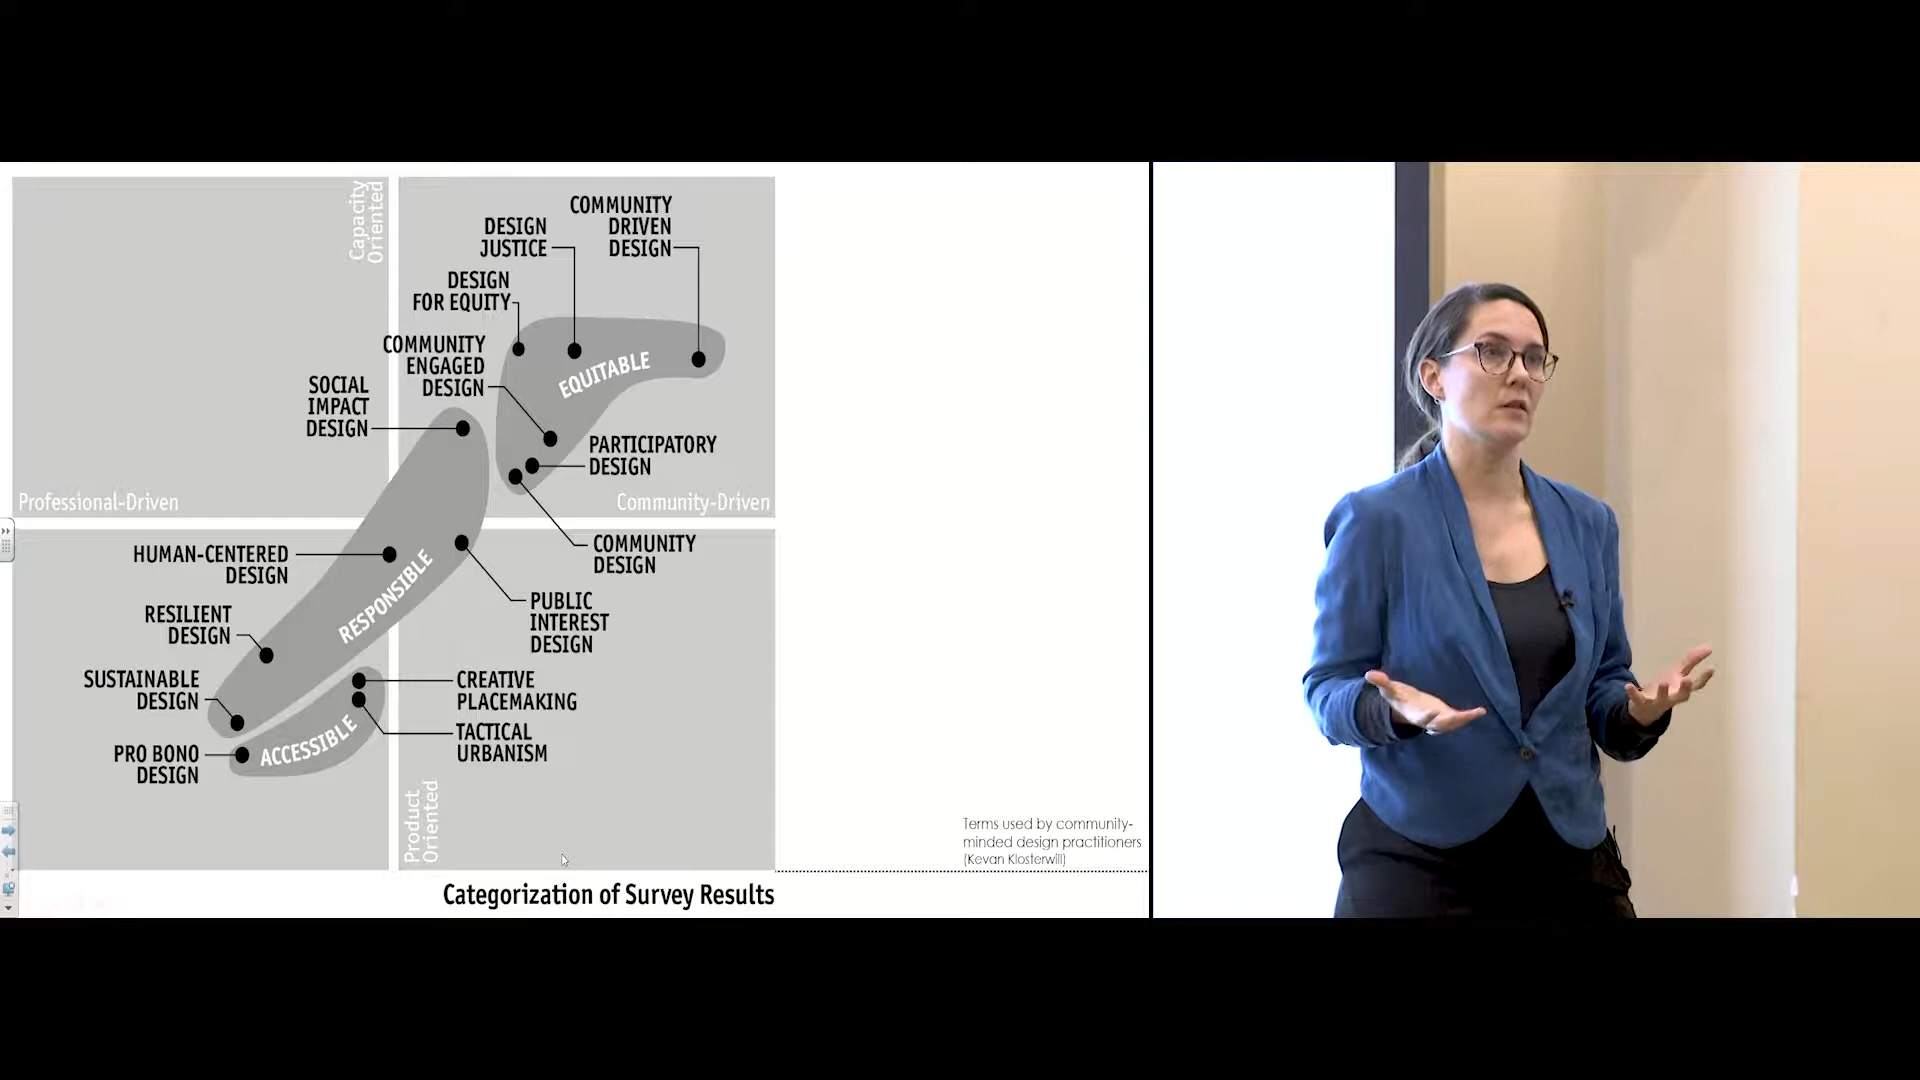 Capacity
Oriented
COMMUNITY
DRIVEN
DESIGN
DESIGN
JUSTICE
DESIGN
FOR EQUITY
COMMUNITY
ENGAGED
DESIGN
EQUITABLE
SOCIAL
IMPACT
DESIGN
PARTICIPATORY
DESIGN
Professional-Driven
Community-Driven
HUMAN-CENTERED
DESIGN
COMMUNITY
DESIGN
RESPONSIBLE
RESILIENT
DESIGN
PUBLIC
INTEREST
DESIGN
SUSTAINABLE
DESIGN
CREATIVE
PLACEMAKING
ACCESSIBLE
TACTICAL
URBANISM
PRO BONO
DESIGN
Product
Oriented
Terms used by community-
minded design practitioners
(Kevan Klosterwill)
Categorization of Survey Results